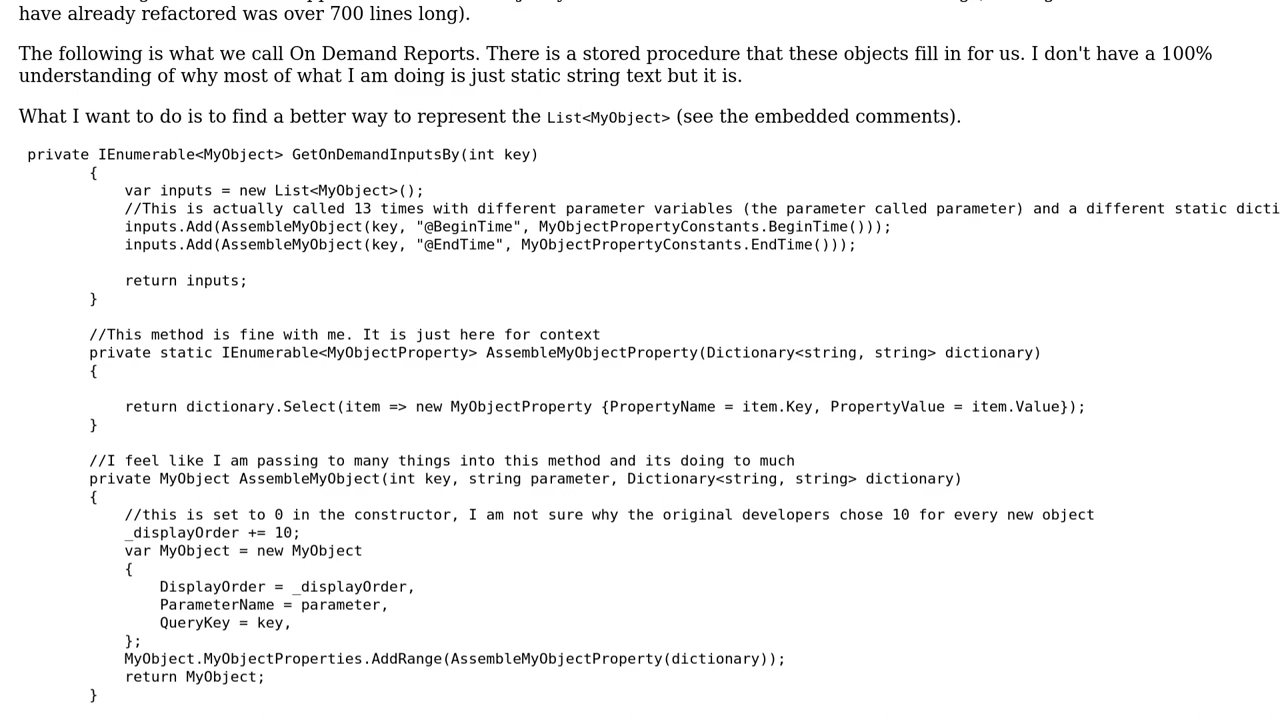 have already refactored was over 700 lines long).
The following is what we call On Demand Reports. There is a stored procedure that these objects fill in for us. I don't have a 100%
understanding of why most of what I am doing is just static string text but it is.
What I want to do is to find a better way to represent the List<MyObject> (see the embedded comments).
private IEnumerable<MyObject> GetOnDemandInputsBy(int key)
{
var inputs = new List<MyObject>();
//This is actually called 13 times with different parameter variables (the parameter called parameter) and a different static dicti
inputs.Add(AssembleMyObject(key, "@BeginTime", MyObjectPropertyConstants.BeginTime()));
inputs.Add(AssembleMyObject(key, "@EndTime", MyObjectPropertyConstants.EndTime()));
return inputs;
}
//This method is fine with me. It is just here for context
private static IEnumerable<MyObjectProperty> AssembleMyObjectProperty(Dictionary<string, string> dictionary)
{
return dictionary.Select(item => new MyObjectProperty {PropertyName = item.Key, PropertyValue = item.Value});
}
//I feel like I am passing to many things into this method and its doing to much
private MyObject AssembleMyObject(int key, string parameter, Dictionary<string, string> dictionary)
{
//this is set to 0 in the constructor, I am not sure why the original developers chose 10 for every new object
_displayOrder += 10;
var MyObject = new MyObject
{
DisplayOrder = _displayOrder,
ParameterName = parameter,
QueryKey = key,
};
MyObject.MyObjectProperties.AddRange(AssembleMyObjectProperty(dictionary));
return MyObject;
}